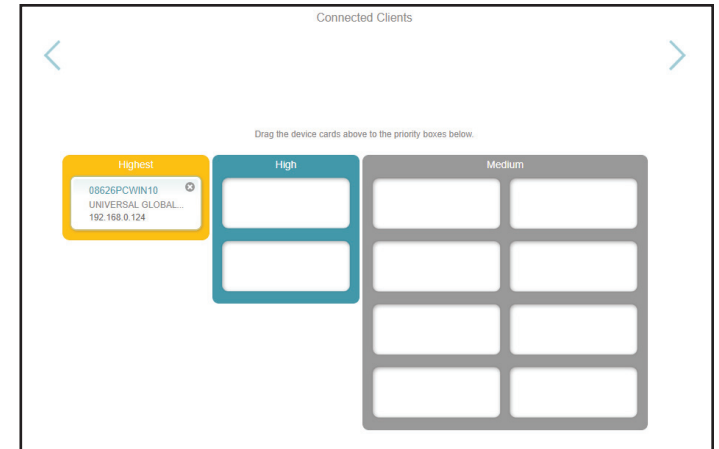 Connected Clients
Drag the device cards above to the priority boxes below.
Highest
08626PCWIN10
UNIVERSAL GLOBAL...
192.168.0.124
High
Medium